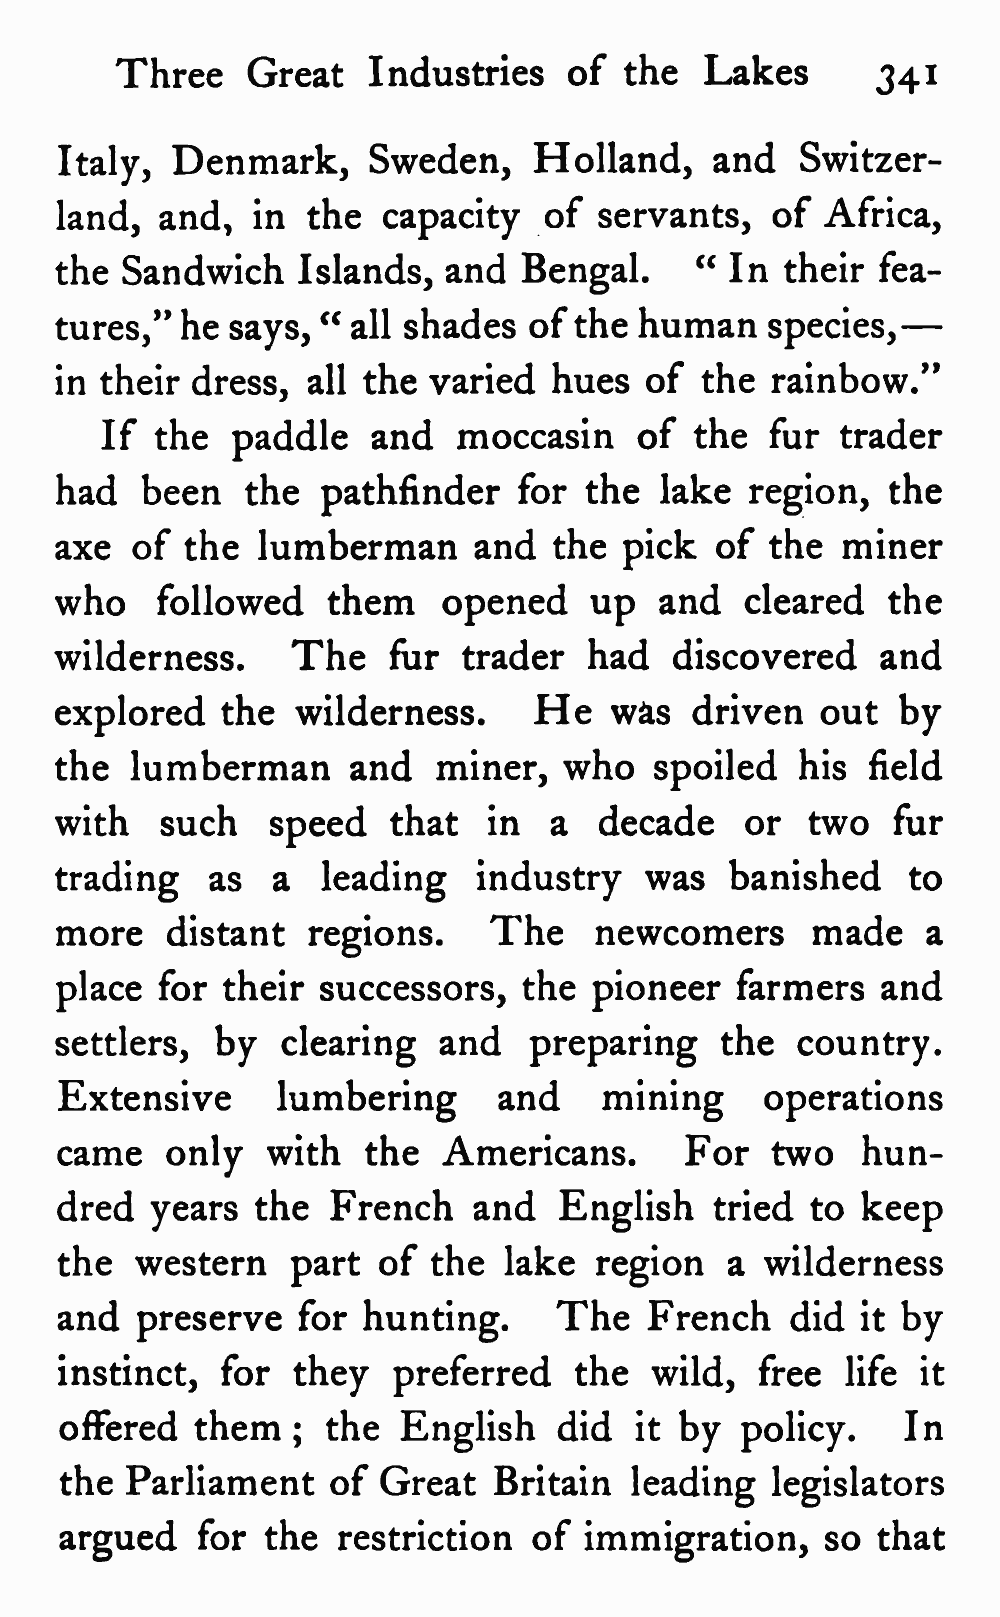 Three Great Industries of the Lakes 341
Italy, Denmark, Sweden, Holland, and Switzer-
land, and, in the capacity of servants, of Africa,
the Sandwich Islands, and Bengal. “ In their fea-
tures,” he says, “ all shades of the human species,—
in their dress, all the varied hues of the rainbow.”
If the paddle and moccasin of the fur trader
had been the pathfinder for the lake region, the
axe of the lumberman and the pick of the miner
who followed them opened up and cleared the
wilderness. The fur trader had discovered and
explored the wilderness. He was driven out by
the lumberman and miner, who spoiled his field
with such speed that in a decade or two fur
trading as a leading industry was banished to
more distant regions. The newcomers made a
place for their successors, the pioneer farmers and
settlers, by clearing and preparing the country.
Extensive lumbering and mining operations
came only with the Americans. For two hun-
dred years the French and English tried to keep
the western part of the lake region a wilderness
and preserve for hunting. The French did it by
instinct, for they preferred the wild, free life it
offered them ; the English did it by policy. In
the Parliament of Great Britain leading legislators
argued for the restriction of immigration, so that